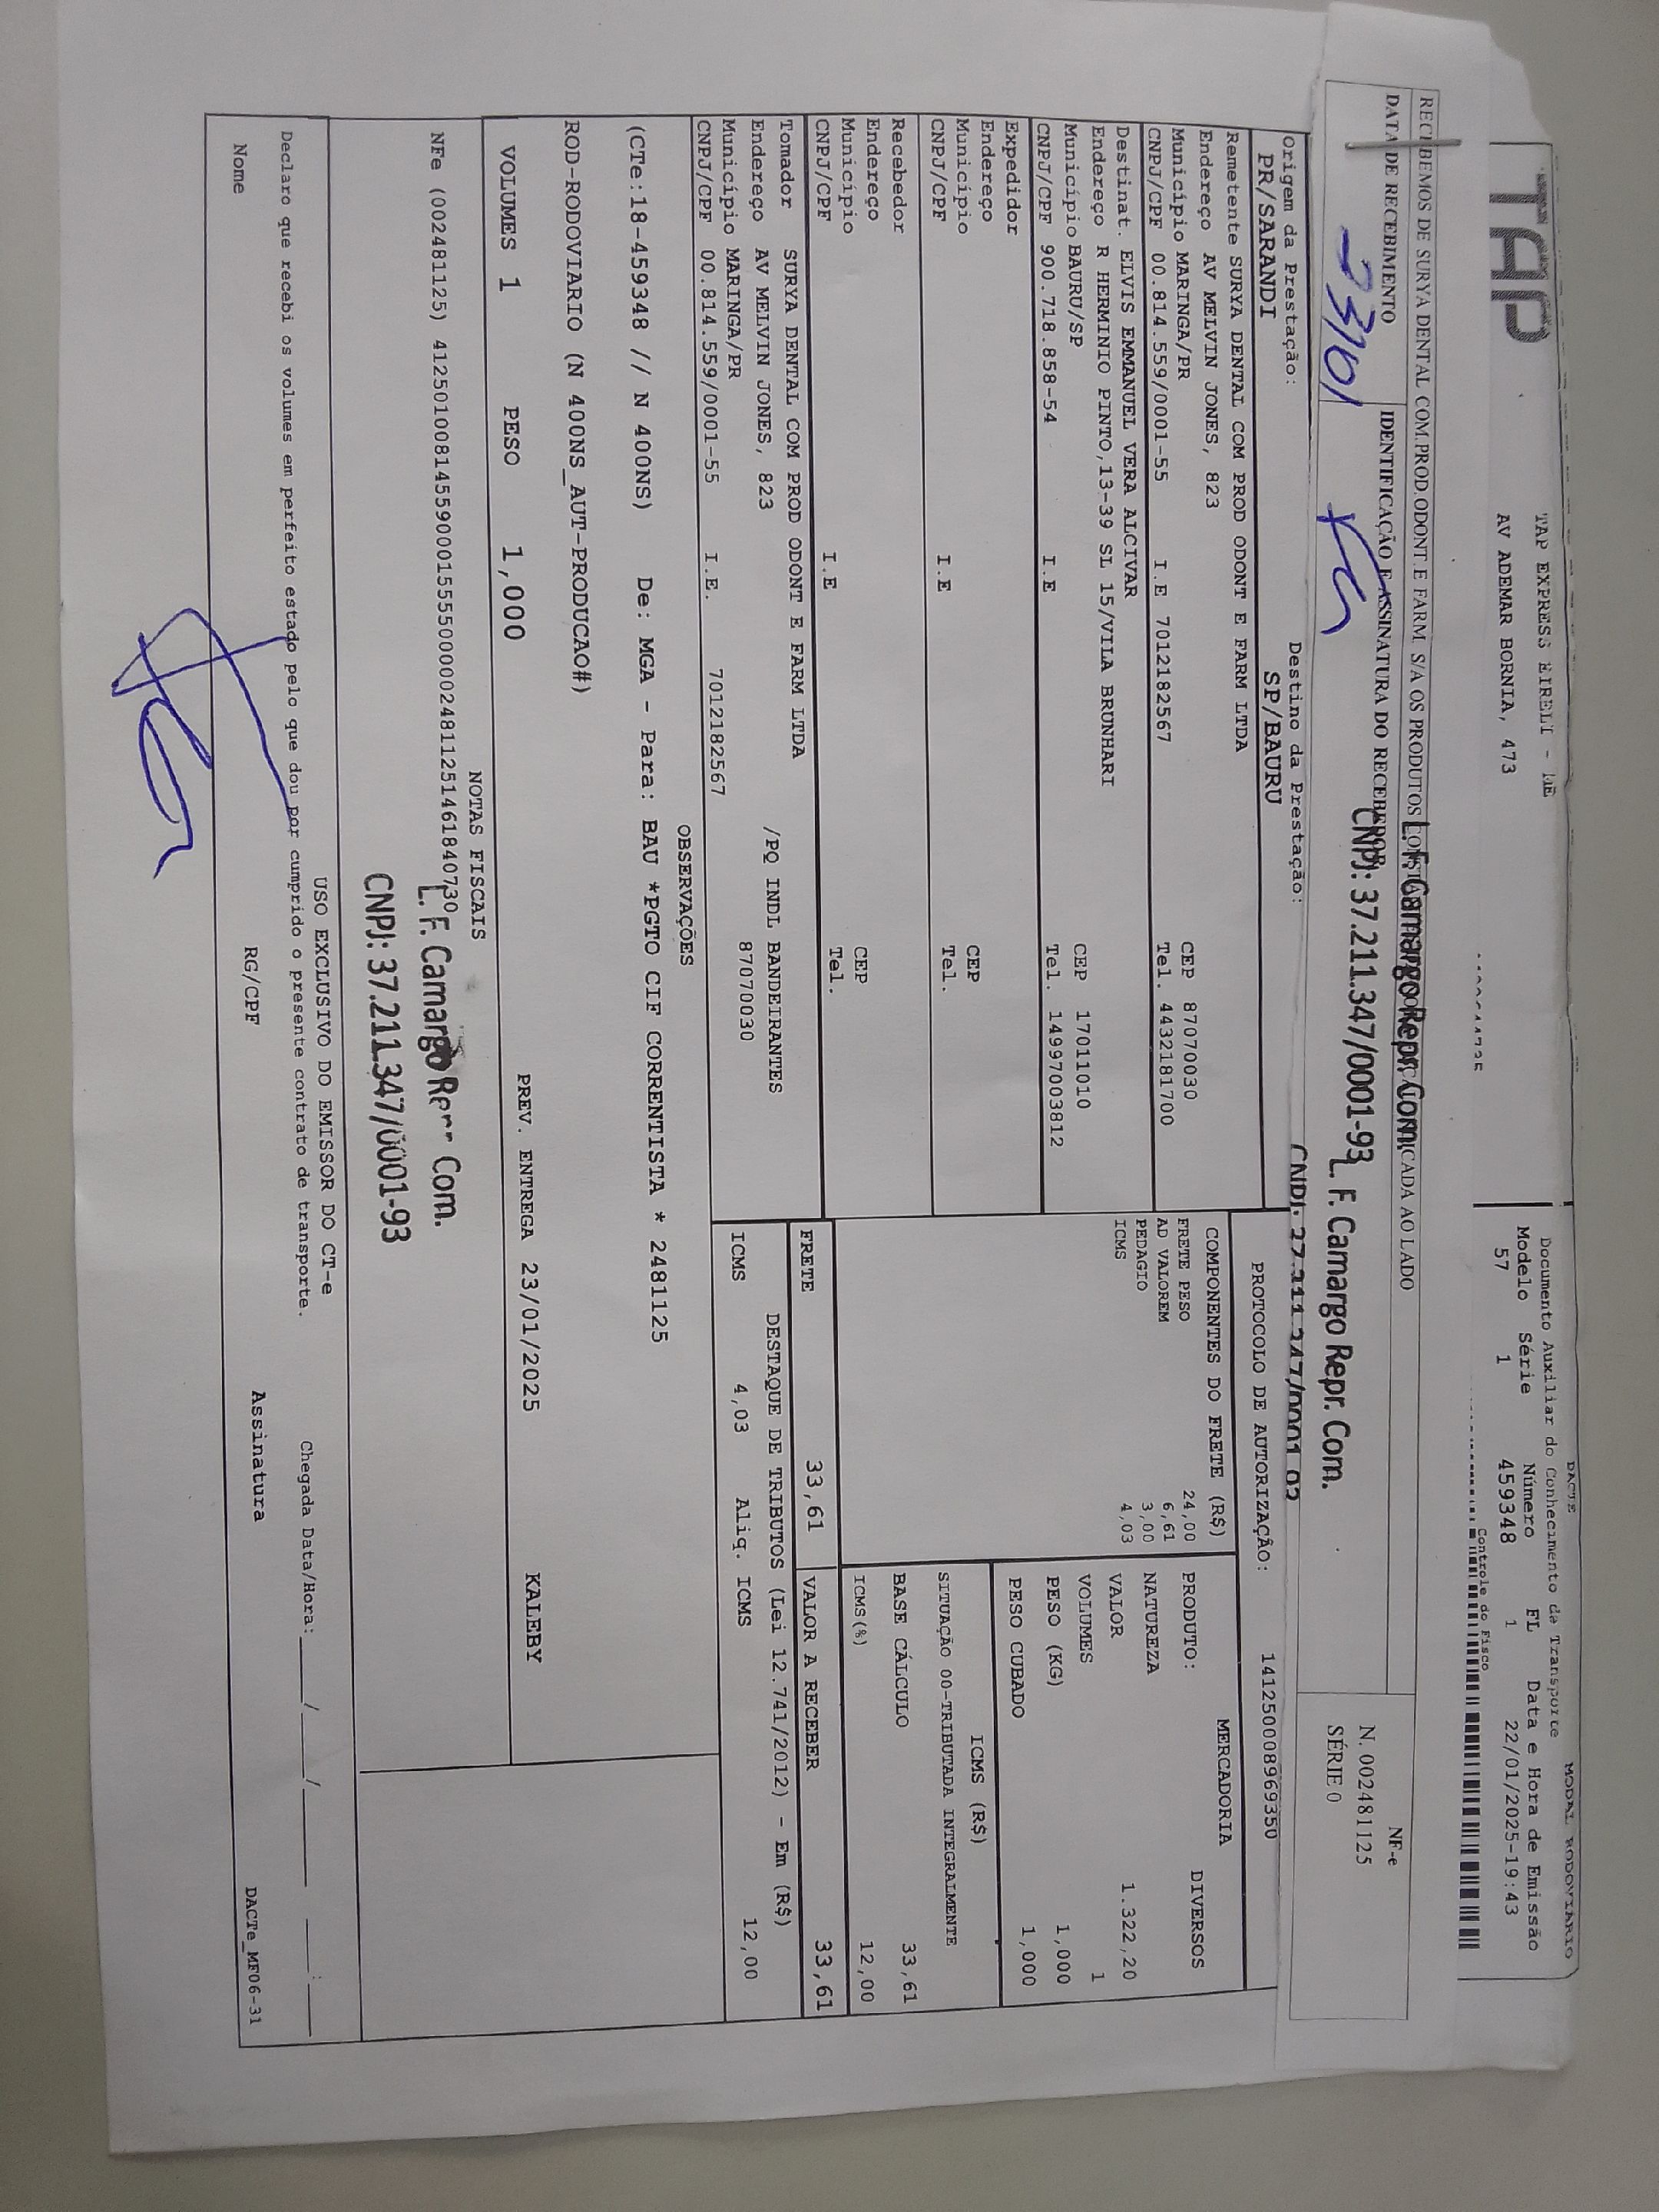 TAP
TAP EXPRESS EIRELI - ME
AV ADEMAR BORNIA, 473
DACTE
MODAL RODOVIÁRIO
Documento Auxiliar do Conhecimento de Transporte
Modelo Série Número FL Data e Hora de Emissão
57 1 459348 1 22/01/2025-19:43
Controle do Fisco
RECEBEMOS DE SURYA DENTAL COM.PROD.ODONT.E FARM. S/A OS PRODUTOS
CADA AO LADO
L. F. Camargo Repr. Com.
DATA DE RECEBIMENTO
IDENTIFICAÇÃO E ASSINATURA DO RECEBEDOR
CNPJ: 37.211.347/0001-93
L. F. Camargo Repr. Com.
23/01
NF-e
N. 002481125
SÉRIE 0
Origem da Prestação:
PR/SARANDI
Destino da Prestação:
SP/BAURU
PROTOCOLO DE AUTORIZAÇÃO: 141250008969350
Remetente SURYA DENTAL COM PROD ODONT E FARM LTDA
Endereço AV MELVIN JONES, 823
CEP 87070030
Município MARINGA/PR
Tel. 4432181700
CNPJ/CPF 00.814.559/0001-55 I.E 7012182567
Destinat. ELVIS EMMANUEL VERA ALCIVAR
Endereço R HERMINIO PINTO,13-39 SL 15/VILA BRUNHARI
Município BAURU/SP
CEP 17011010
CNPJ/CPF 900.718.858-54 I.E
Tel. 14997003812
Expedidor
Endereço
Município
CEP
CNPJ/CPF I.E
Tel.
Recebedor
Endereço
Município
CEP
CNPJ/CPF I.E
Tel.
COMPONENTES DO FRETE (R$)
FRETE PESO 24,00
AD VALOREM 6,61
PEDAGIO 3,00
ICMS 4,03
MERCADORIA
PRODUTO: DIVERSOS
NATUREZA
VALOR 1.322,20
VOLUMES 1
PESO (KG) 1,000
PESO CUBADO 1,000
ICMS (R$)
SITUAÇÃO 00-TRIBUTADA INTEGRALMENTE
BASE CÁLCULO 33,61
ICMS(%) 12,00
Tomador SURYA DENTAL COM PROD ODONT E FARM LTDA
Endereço AV MELVIN JONES, 823 /PQ INDL BANDEIRANTES
Município MARINGA/PR 87070030
CNPJ/CPF 00.814.559/0001-55 I.E. 7012182567
FRETE 33,61
VALOR A RECEBER 33,61
DESTAQUE DE TRIBUTOS (Lei 12.741/2012) - Em (R$)
ICMS 4,03 Aliq. ICMS 12,00
OBSERVAÇÕES
(CTe:18-459348 // N 400NS) De: MGA - Para: BAU *PGTO CIF CORRENTISTA * 2481125
ROD-RODOVIARIO (N 400NS_AUT-PRODUCAO#)
VOLUMES 1 PESO 1,000 PREV. ENTREGA 23/01/2025 KALEBY
NOTAS FISCAIS
NFe (002481125) 41250100814559000155550000024811251461840730
L. F. Camargo Repr. Com.
CNPJ: 37.211.347/0001-93
USO EXCLUSIVO DO EMISSOR DO CT-e
Declaro que recebi os volumes em perfeito estado pelo que dou por cumprido o presente contrato de transporte.
Chegada Data/Hora:____/____/______ ___:___
Nome RG/CPF Assinatura DACTe_MF06-31